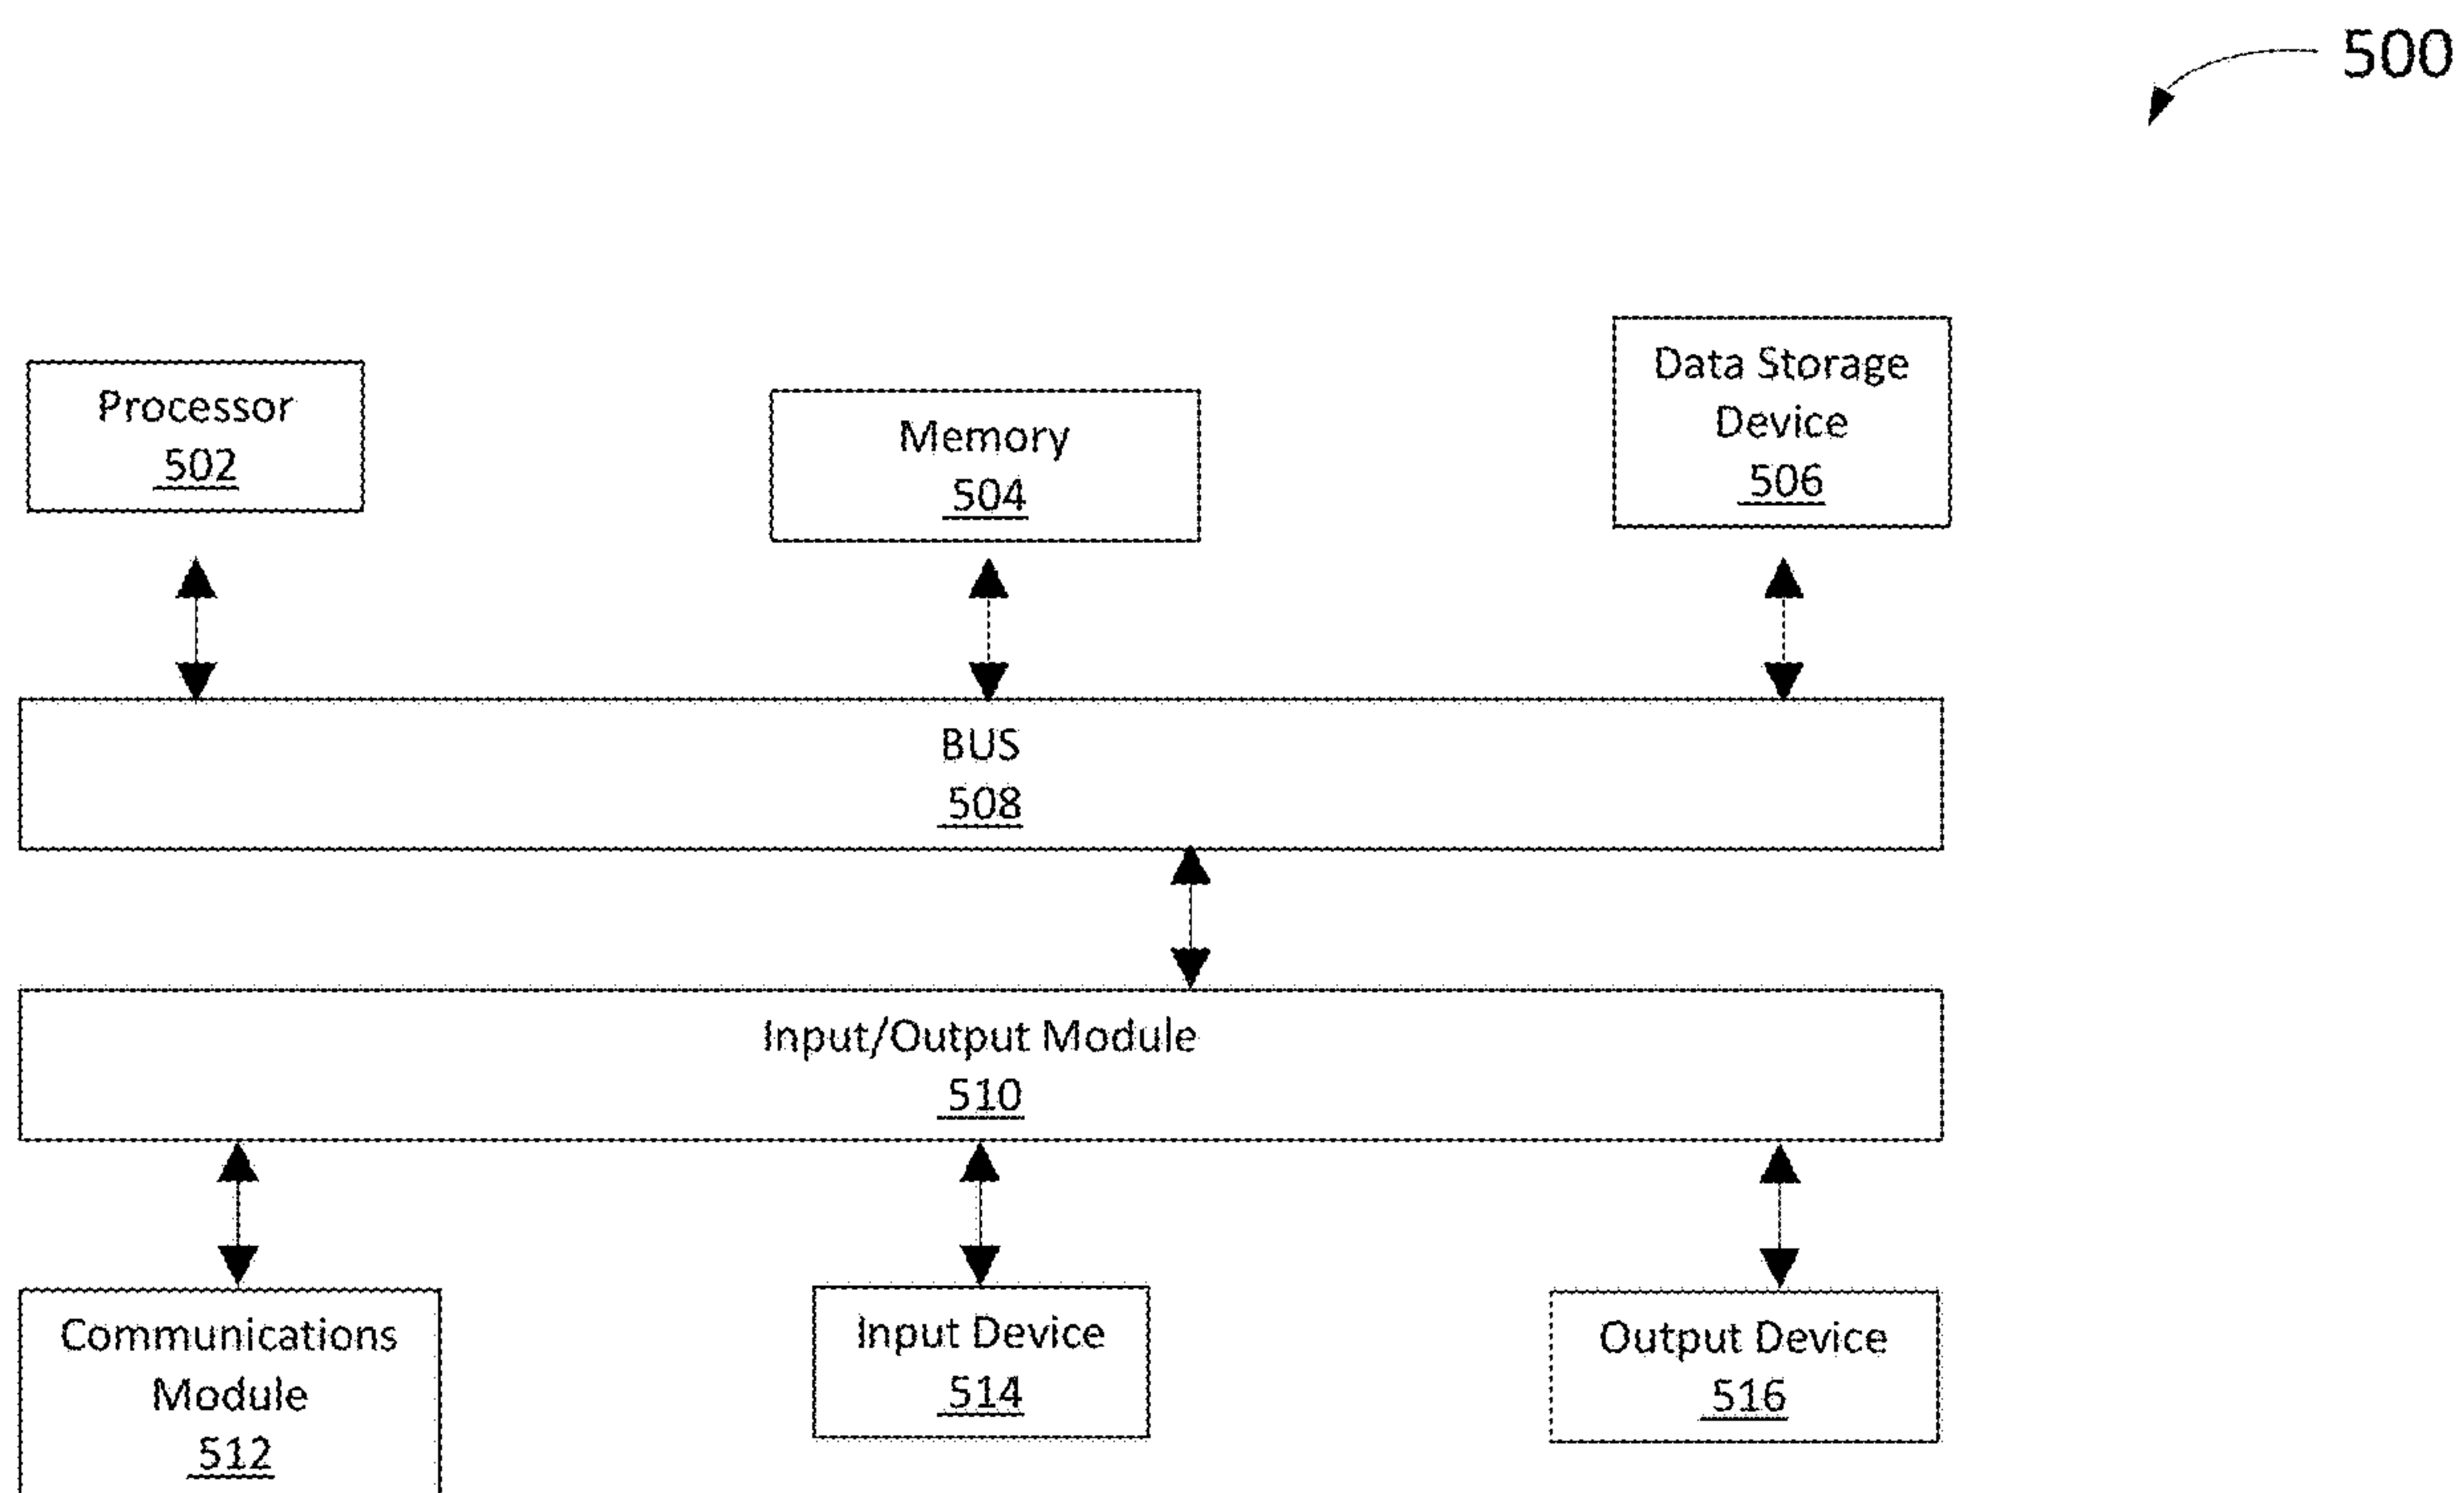 500
Processor
502
Memory
504
Data Storage
Device
506
BUS
508
Input/Output Module
510
Communications
Module
512
Input Device
514
Output Device
516